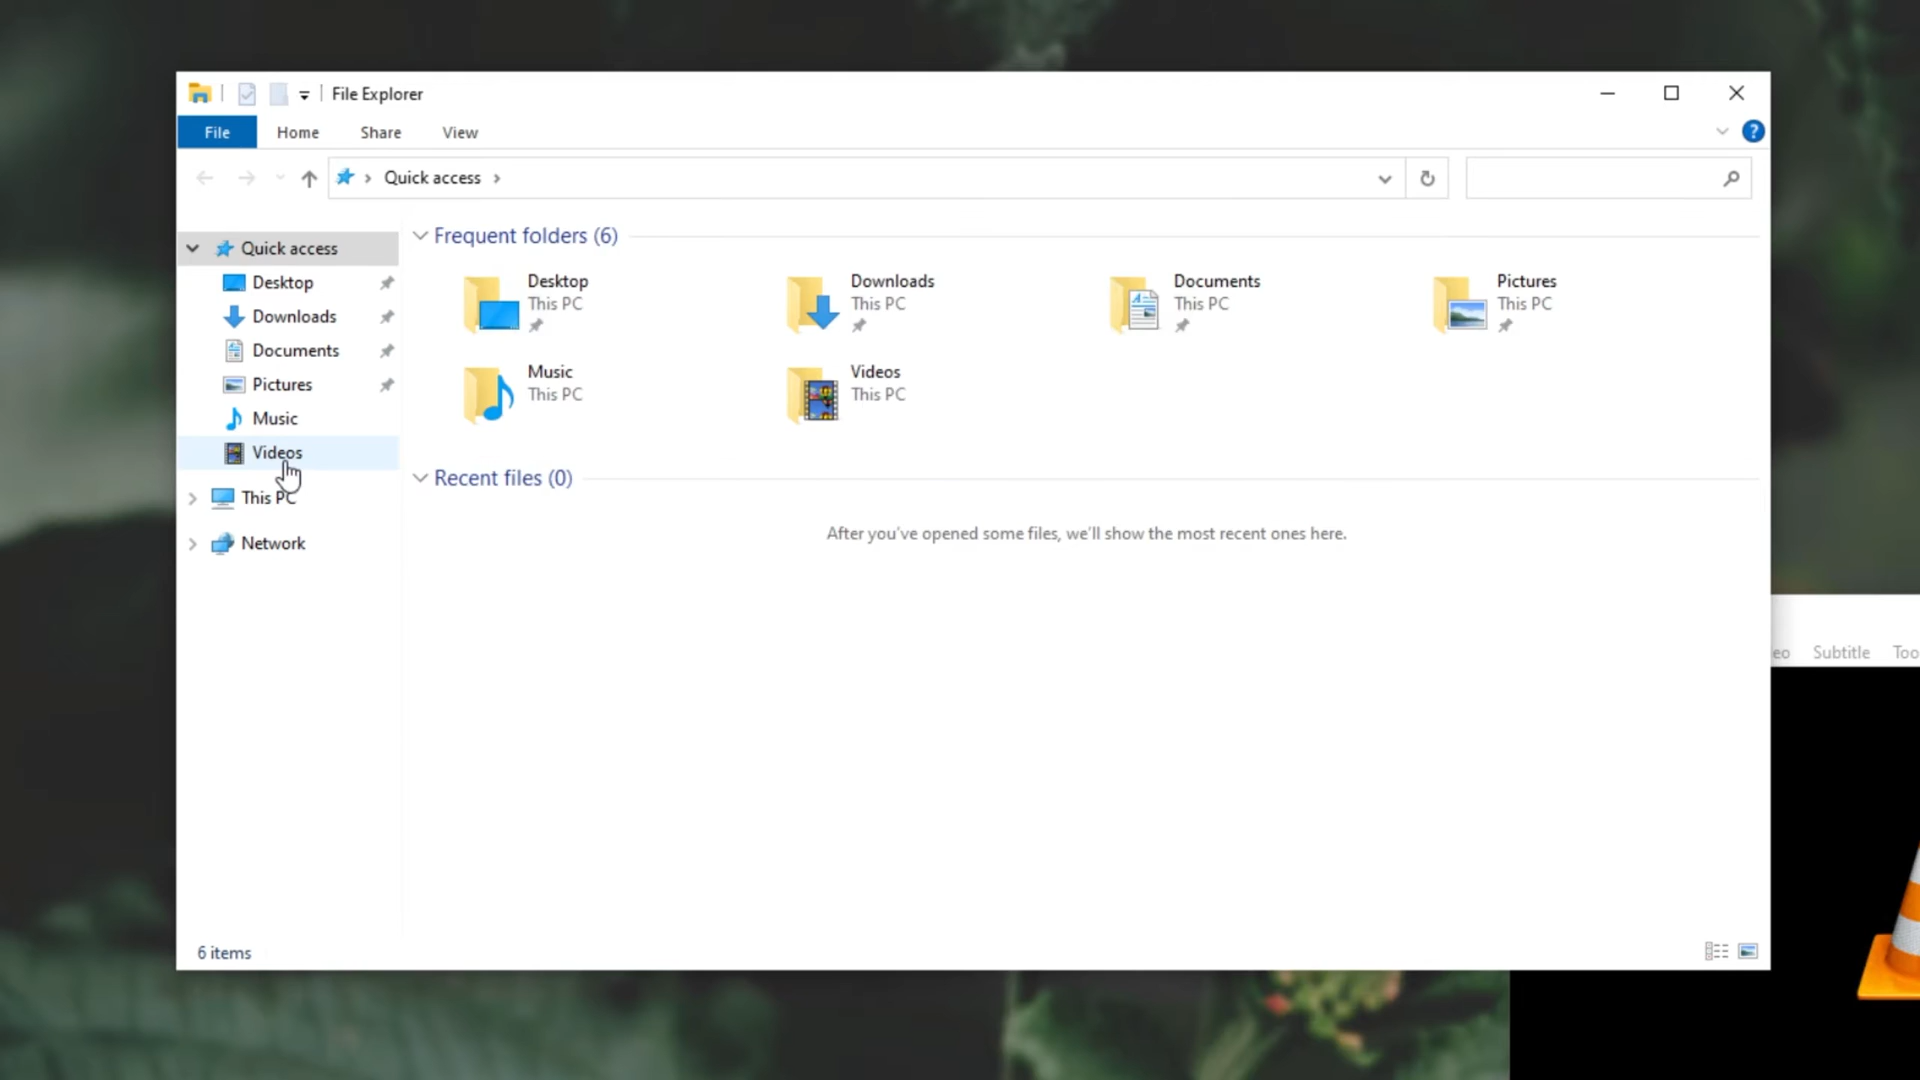 File Explorer
File Home Share View
?
Quick access
Quick access
Desktop
Downloads
Documents
Pictures
Music
Videos
This PC
Network
Frequent folders (6)
Desktop
This PC
Downloads
This PC
Documents
This PC
Pictures
This PC
Music
This PC
Videos
This PC
Recent files (0)
After you've opened some files, we'll show the most recent ones here.
eo Subtitle Too
6 items